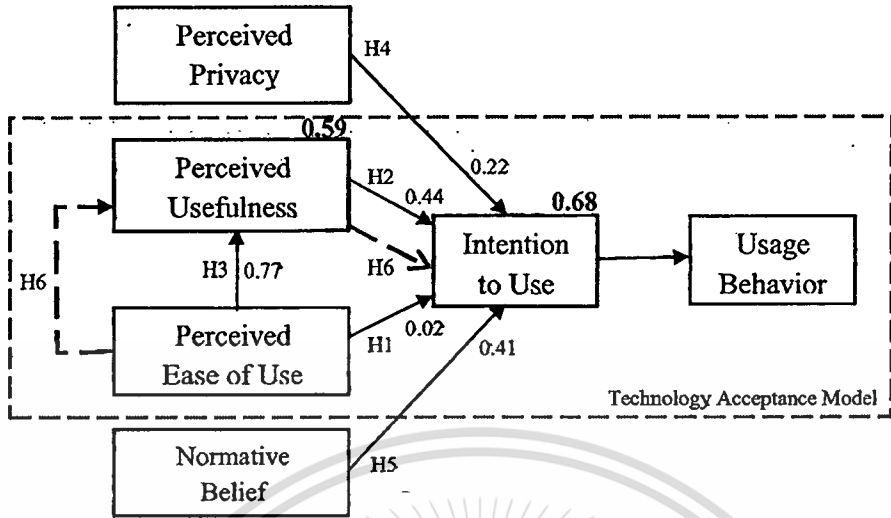 Perceived
Privacy
H4
0.59
Perceived
Usefulness
H2
0.44
0.22
0.68
H6
H3
0.77
H6
Intention
to Use
Usage
Behavior
Perceived
Ease of Use
H1
0.02
0.41
Technology Acceptance Model
Normative
Belief
H5